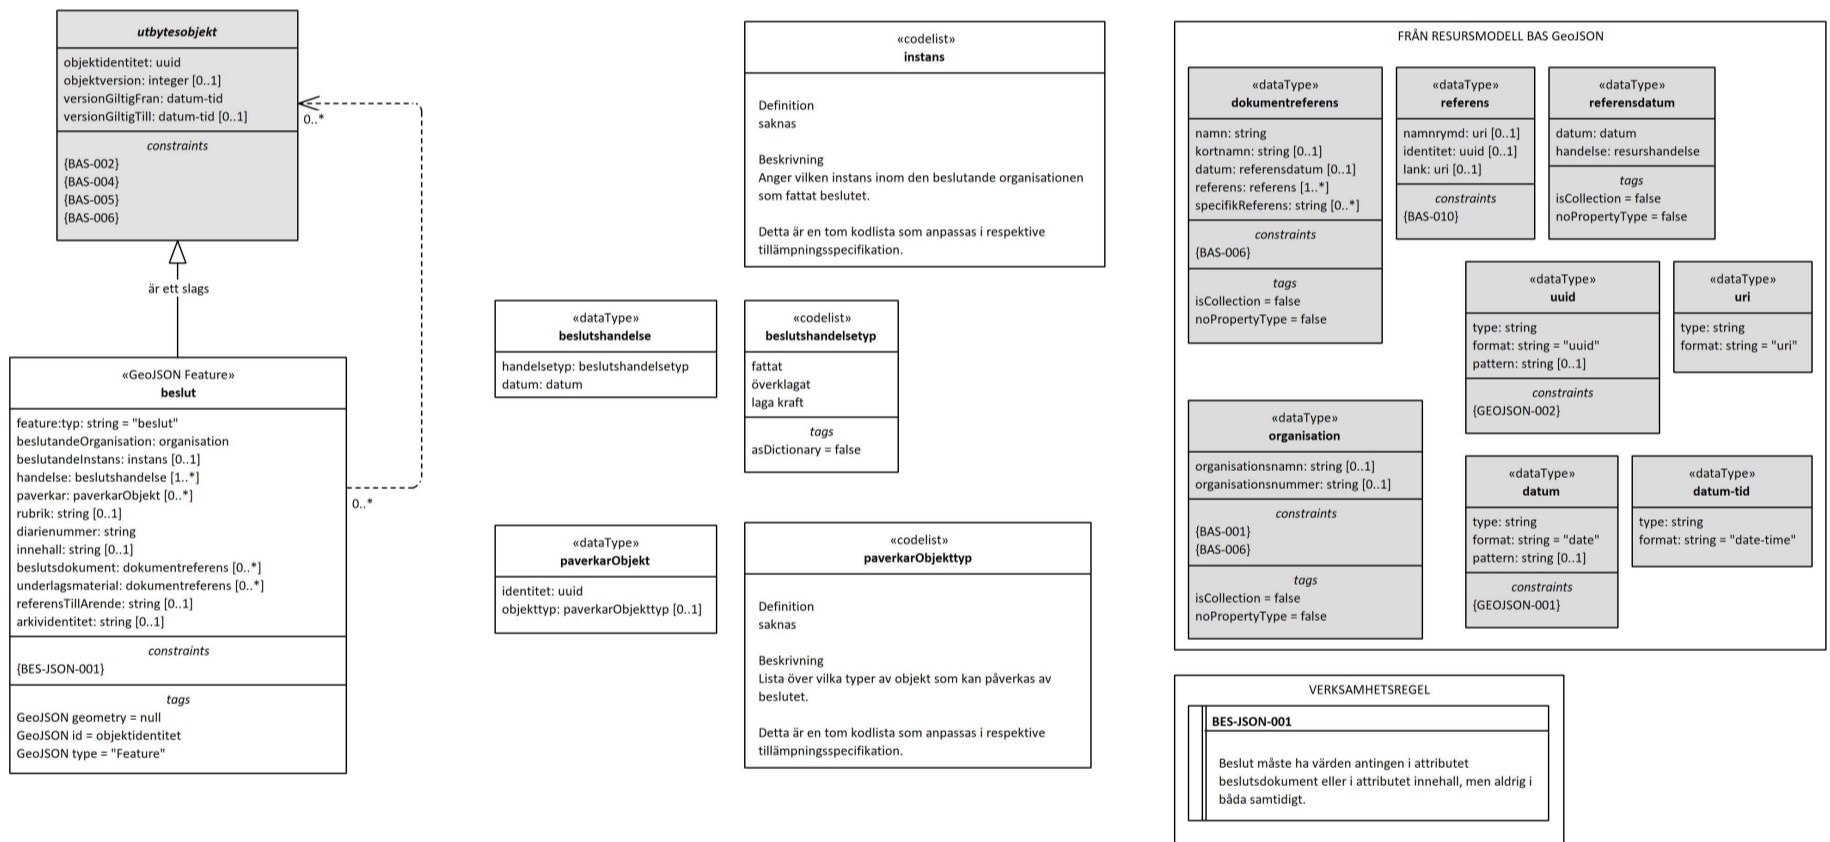 utbytesobjekt
objektidentitet: uuid
objektversion: integer [0..1]
versionGiltigFran: datum-tid
versionGiltigTill: datum-tid [0..1]
constraints
{BAS-002}
{BAS-004}
{BAS-005}
{BAS-006}
0..*
är ett slags
«GeoJSON Feature»
beslut
feature:typ: string = "beslut"
beslutandeOrganisation: organisation
beslutandeInstans: instans [0..1]
handelse: beslutshandelse [1..*]
paverkar: paverkarObjekt [0..*]
rubrik: string [0..1]
diarienummer: string
innehall: string [0..1]
beslutsdokument: dokumentreferens [0..*]
underlagsmaterial: dokumentreferens [0..*]
referensTillArende: string [0..1]
arkividentitet: string [0..1]
constraints
{BES-JSON-001}
tags
GeoJSON geometry = null
GeoJSON id = objektidentitet
GeoJSON type = "Feature"
0..*
«codelist»
instans
Definition
saknas
Beskrivning
Anger vilken instans inom den beslutande organisationen
som fattat beslutet.
Detta är en tom kodlista som anpassas i respektive
tillämpningsspecifikation.
«dataType»
beslutshandelse
handelsetyp: beslutshandelsetyp
datum: datum
«codelist»
beslutshandelsetyp
fattat
överklagat
laga kraft
tags
asDictionary = false
«dataType»
paverkarObjekt
identitet: uuid
objekttyp: paverkarObjekttyp [0..1]
«codelist»
paverkarObjekttyp
Definition
saknas
Beskrivning
Lista över vilka typer av objekt som kan påverkas av
beslutet.
Detta är en tom kodlista som anpassas i respektive
tillämpningsspecifikation.
FRÅN RESURSMODELL BAS GeoJSON
«dataType»
dokumentreferens
namn: string
kortnamn: string [0..1]
datum: referensdatum [0..1]
referens: referens [1..*]
specifikReferens: string [0..*]
constraints
{BAS-006}
tags
isCollection = false
noPropertyType = false
«dataType»
referens
namnrymd: uri [0..1]
identitet: uuid [0..1]
lank: uri [0..1]
constraints
{BAS-010}
«dataType»
referensdatum
datum: datum
handelse: resurshandelse
tags
isCollection = false
noPropertyType = false
«dataType»
uuid
type: string
format: string = "uuid"
pattern: string [0..1]
constraints
{GEOJSON-002}
«dataType»
uri
type: string
format: string = "uri"
«dataType»
organisation
organisationsnamn: string [0..1]
organisationsnummer: string [0..1]
constraints
{BAS-001}
{BAS-006}
tags
isCollection = false
noPropertyType = false
«dataType»
datum
type: string
format: string = "date"
pattern: string [0..1]
constraints
{GEOJSON-001}
«dataType»
datum-tid
type: string
format: string = "date-time"
VERKSAMHETSREGEL
BES-JSON-001
Beslut måste ha värden antingen i attributet
beslutsdokument eller i attributet innehall, men aldrig i
båda samtidigt.